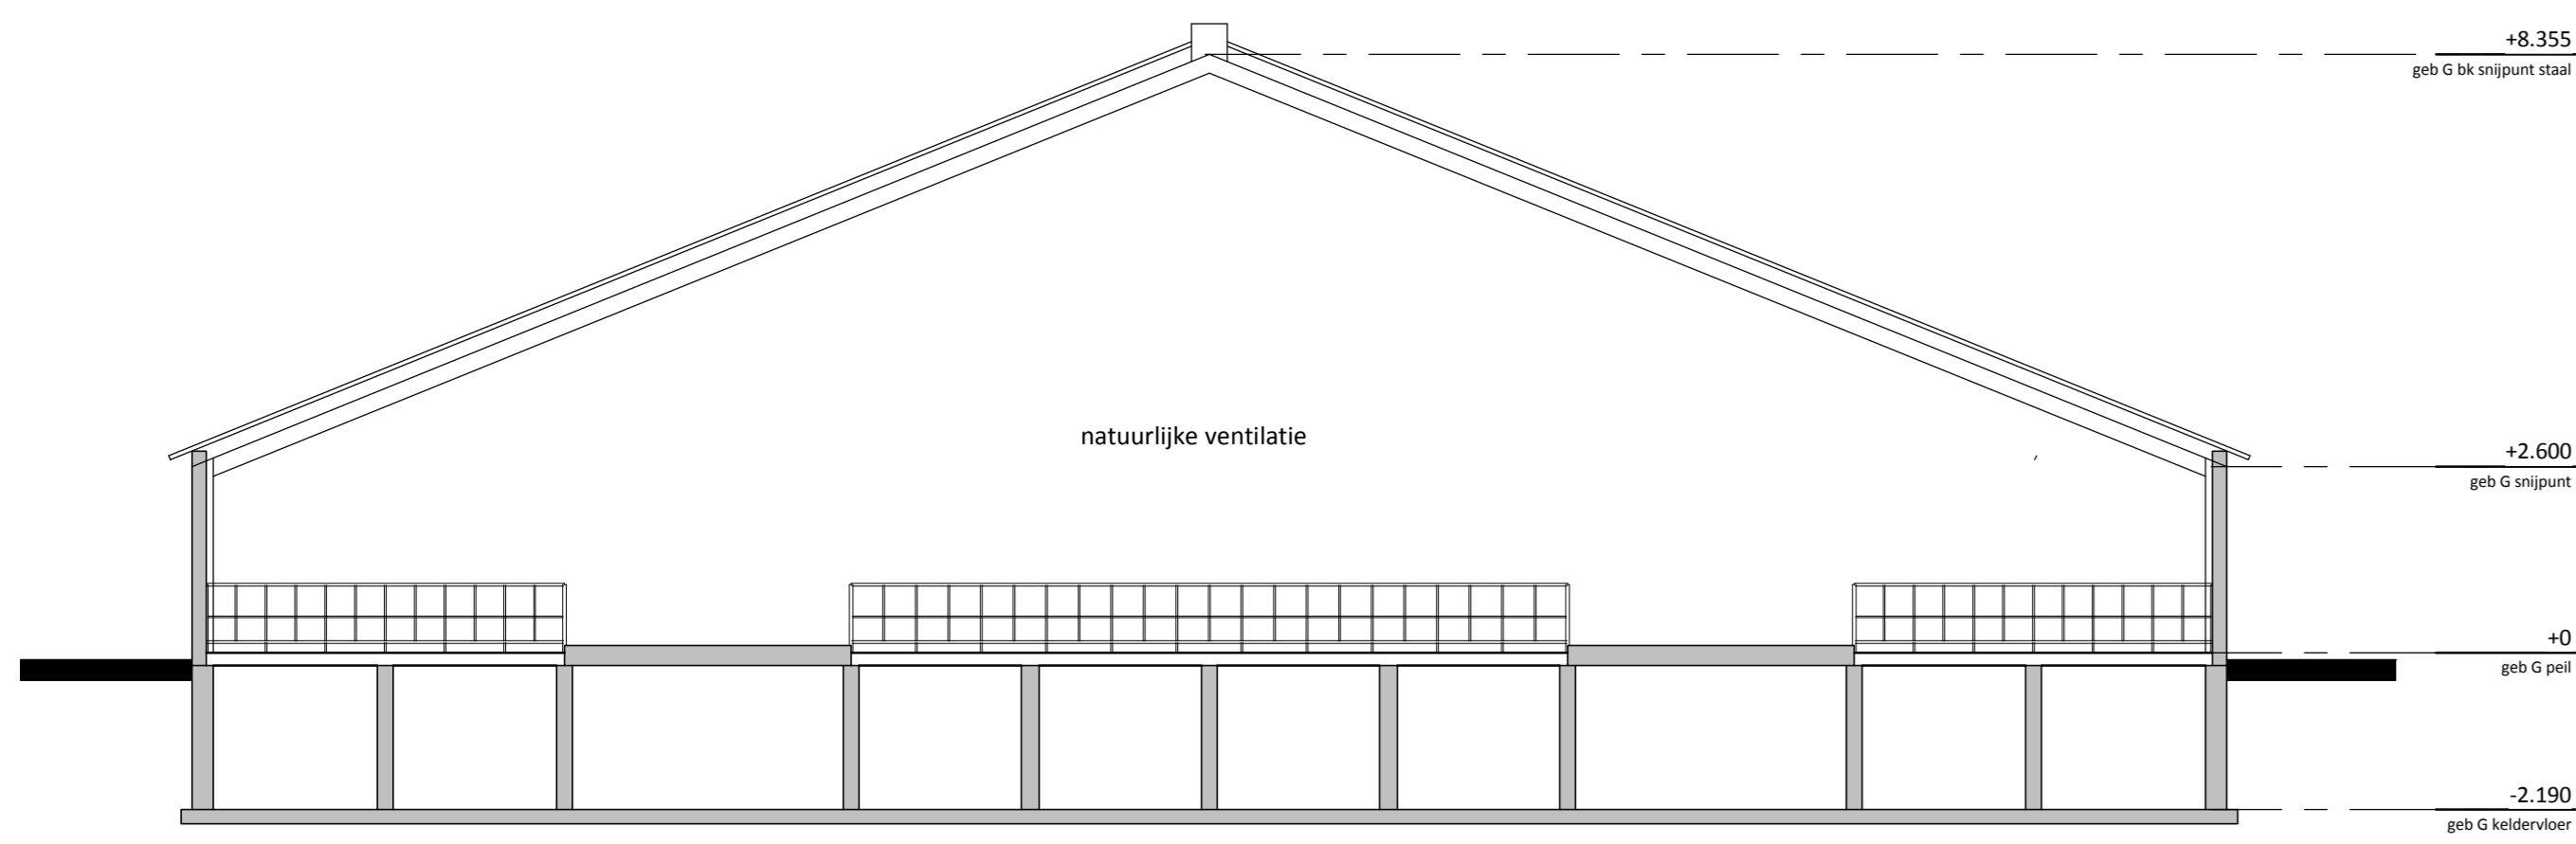 +8.355
geb G bk snijpunt staal
natuurlijke ventilatie
+2.600
geb G snijpunt
+0
geb G peil
-2.190
geb G keldervloer